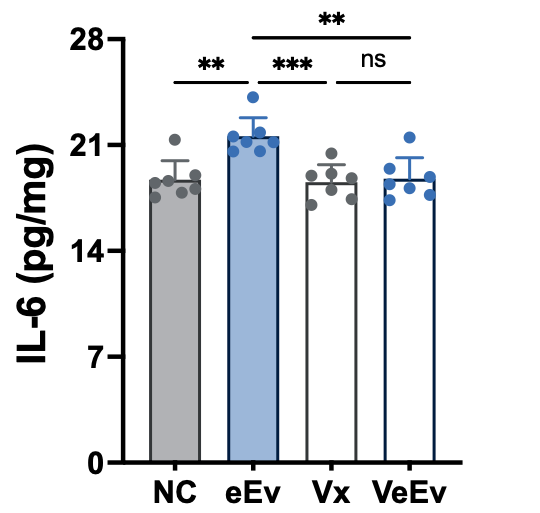 **
28
** *** ns
21
IL-6 (pg/mg)
14
7
0
NC eEv Vx VeEv